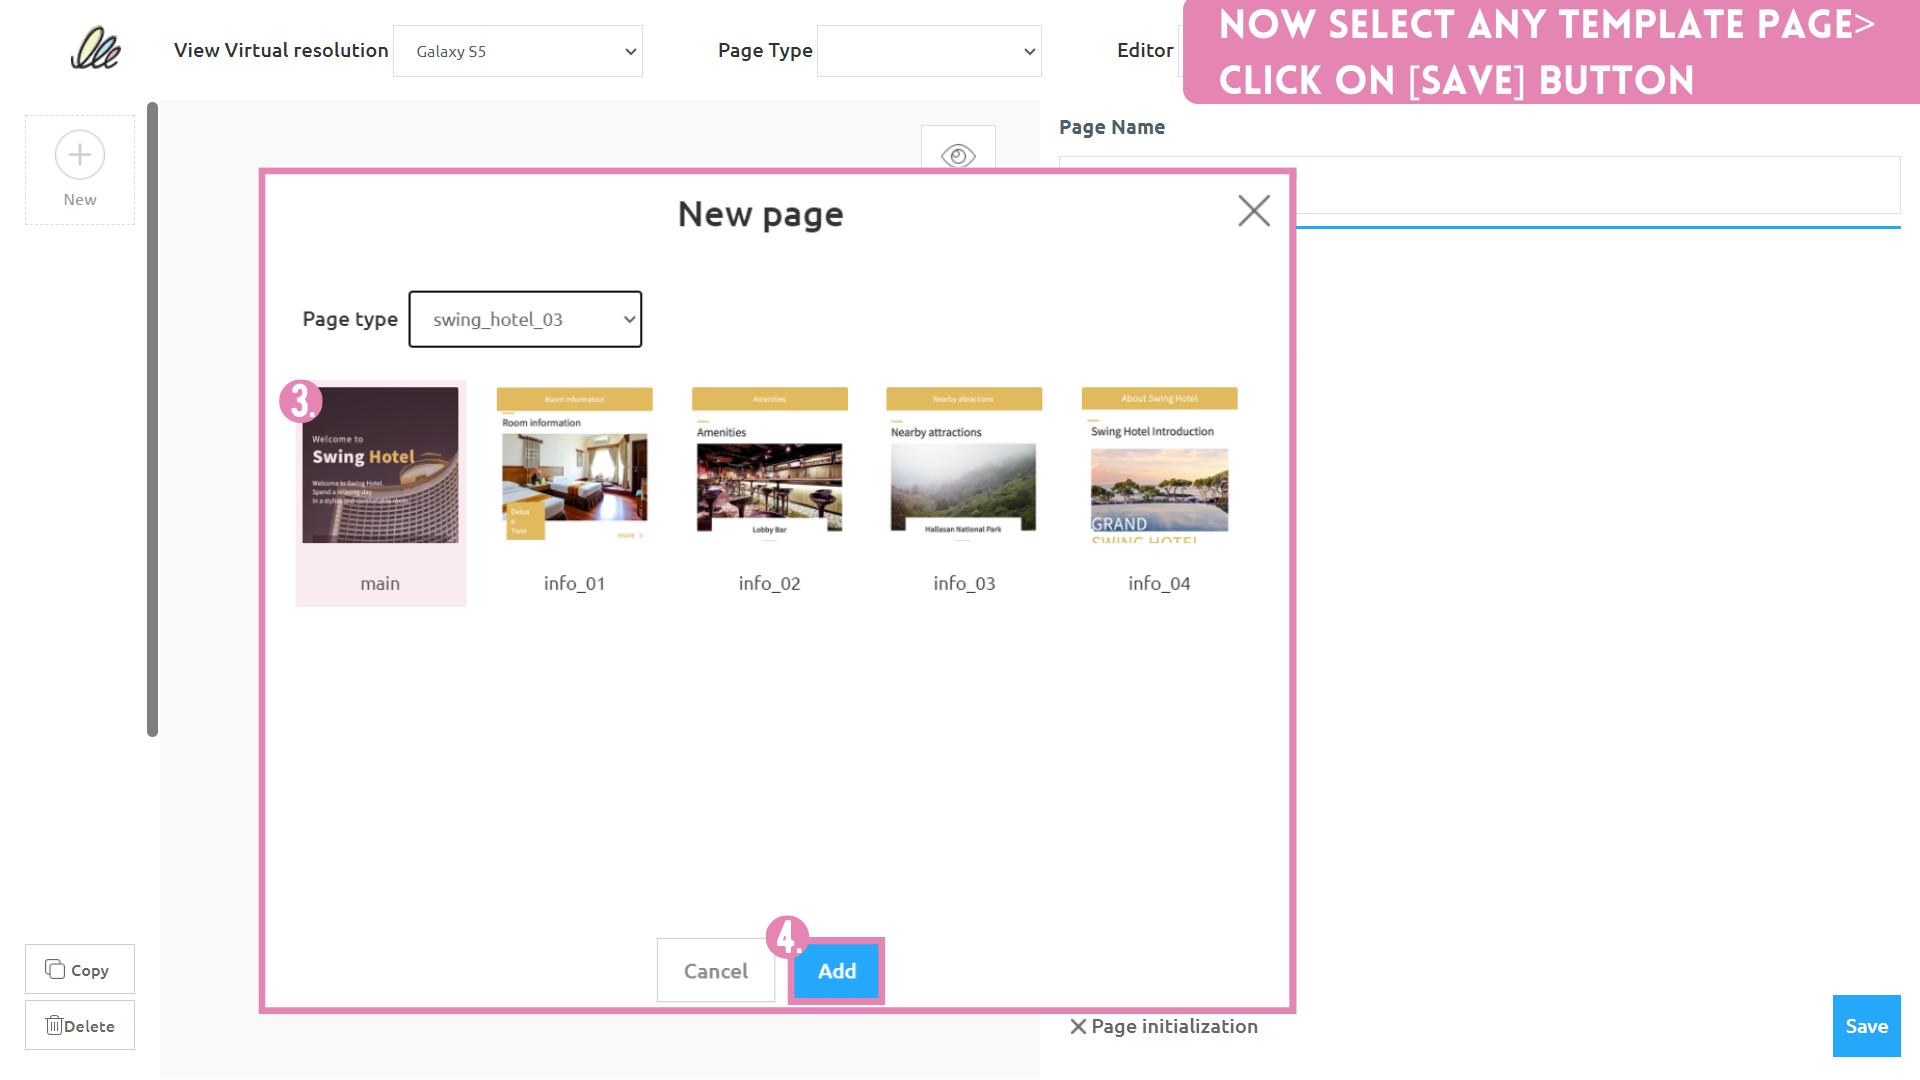 NOW SELECT ANY TEMPLATE PAGE>
CLICK ON [SAVE] BUTTON
View Virtual resolution
Galaxy S5
Page Type
Editor
New
Page Name
New page
Page type
swing_hotel_03
3.
Welcome to
Swing Hotel
Welcome to Swing Hotel.
Spend a relaxing day
main
Room information
Room information
Delux
e
Twin
more >
info_01
Amenities
Amenities
Lobby Bar
info_02
Nearby attractions
Nearby attractions
Hallasan National Park
info_03
About Swing Hotel
Swing Hotel Introduction
GRAND
SWING HOTEL
info_04
4.
Cancel
Add
Copy
Delete
Page initialization
Save